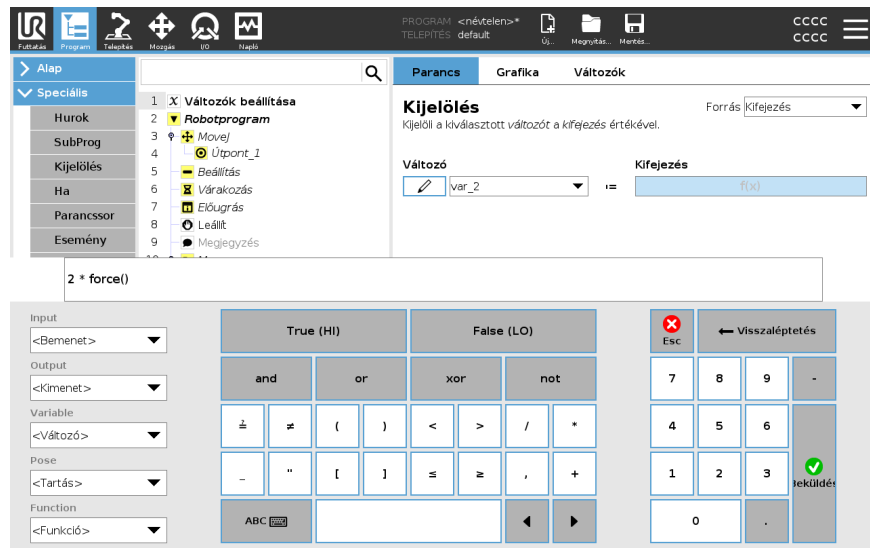 PROGRAM <névtelen>*
TELEPÍTÉS default
CCCC
CCCC
Futtatás Program Telepítés Mozgás I/O Napló Új... Megnyitás... Mentés...
Alap
Speciális
Hurok
SubProg
Kijelölés
Ha
Parancssor
Esemény
1 X Változók beállítása
2 Robotprogram
3 MoveJ
4 Útpont_1
5 Beállítás
6 Várakozás
7 Előugrás
8 Leállít
9 Megjegyzés
Parancs Grafika Változók
Kijelölés
Forrás Kifejezés
Kijelöli a kiválasztott változót a kifejezés értékével.
Változó Kifejezés
var_2 := f(x)
2 * force()
Input
<Bemenet>
Output
<Kimenet>
Variable
<Változó>
Pose
<Tartás>
Function
<Funkció>
True (HI) False (LO)
and or xor not
≟ ≠ ( ) < > / *
_ " [ ] ≤ ≥ , +
ABC
Esc Visszaléptetés
7 8 9 -
4 5 6
1 2 3
Beküldés
0 .